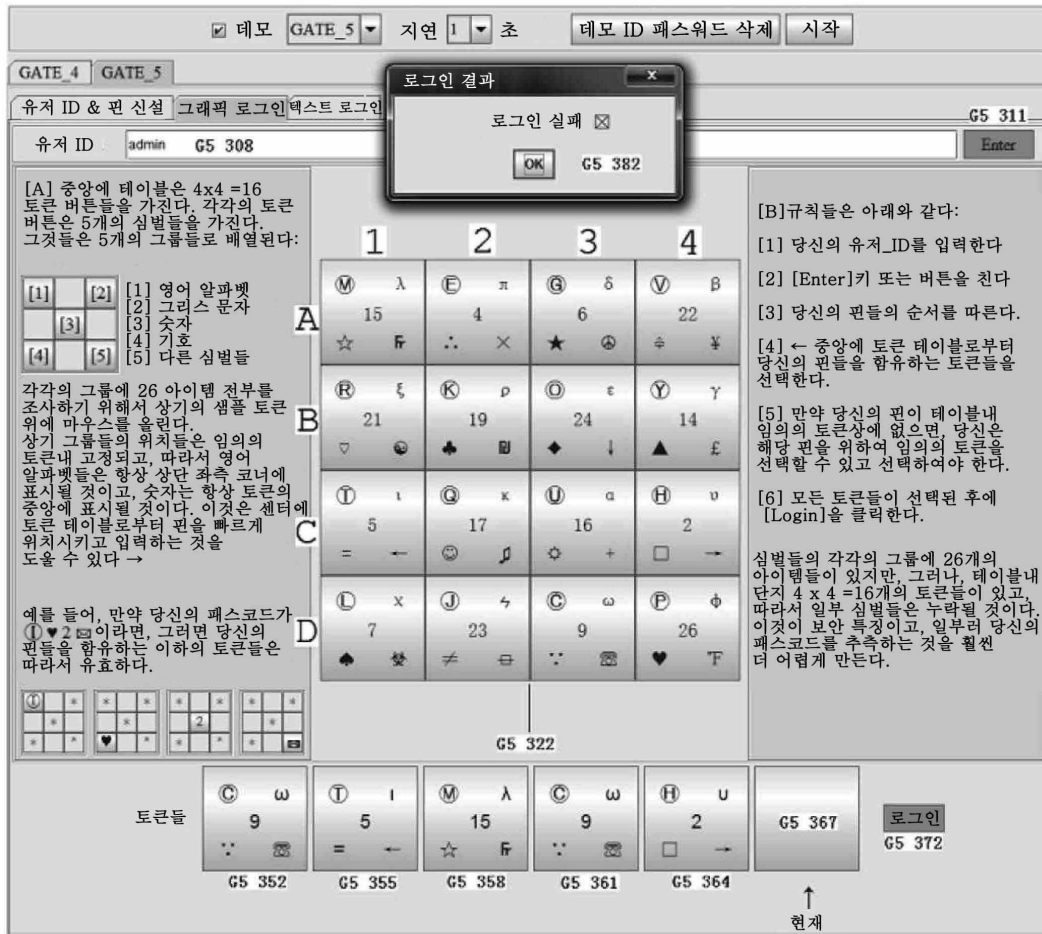 데모 GATE_5 지연 1 초 데모 ID 패스워드 삭제 시작
GATE_4 GATE_5
유저 ID & 핀 신설 그래픽 로그인 텍스트 로그인
G5 311
유저 ID admin G5 308 Enter
로그인 결과 x
로그인 실패 ☒
OK G5 382
[A] 중앙에 테이블은 4x4 =16
토큰 버튼들을 가진다. 각각의 토큰
버튼은 5개의 심벌들을 가진다.
그것들은 5개의 그룹들로 배열된다:
[1] [2]
[3]
[4] [5]
[1] 영어 알파벳
[2] 그리스 문자
[3] 숫자
[4] 기호
[5] 다른 심벌들
각각의 그룹에 26 아이템 전부를
조사하기 위해서 상기의 샘플 토큰
위에 마우스를 올린다.
상기 그룹들의 위치들은 임의의
토큰내 고정되고, 따라서 영어
알파벳들은 항상 상단 좌측 코너에
표시될 것이고, 숫자는 항상 토큰의
중앙에 표시될 것이다. 이것은 센터에
토큰 테이블로부터 핀을 빠르게
위치시키고 입력하는 것을
도울 수 있다 →
예를 들어, 만약 당신의 패스코드가
Ⓘ ♥ 2 ✉ 이라면, 그러면 당신의
핀들을 함유하는 이하의 토큰들은
따라서 유효하다.
Ⓘ * * * * * * *
* * 2 *
* * ♥ * * * * ✉
1 2 3 4
Ⓜ λ Ⓔ π Ⓖ δ Ⓥ β
A 15 4 6 22
☆ ₣ ∴ × ★ ☮ ≑ ¥
Ⓡ ξ Ⓚ ρ Ⓞ ε Ⓨ γ
B 21 19 24 14
♡ ☯ ♣ ₪ ◆ ↓ ▲ £
Ⓣ ι Ⓠ κ Ⓤ α Ⓗ υ
C 5 17 16 2
= ← ☺ ♫ ☼ + □ →
Ⓛ χ Ⓙ ϟ Ⓒ ω Ⓟ ϕ
D 7 23 9 26
♠ ☣ ≠ ∵ ☏ ♥ ₮
G5 322
[B]규칙들은 아래와 같다:
[1] 당신의 유저_ID를 입력한다
[2] [Enter]키 또는 버튼을 친다
[3] 당신의 핀들의 순서를 따른다.
[4] ← 중앙에 토큰 테이블로부터
당신의 핀들을 함유하는 토큰들을
선택한다.
[5] 만약 당신의 핀이 테이블내
임의의 토큰상에 없으면, 당신은
해당 핀을 위하여 임의의 토큰을
선택할 수 있고 선택하여야 한다.
[6] 모든 토큰들이 선택된 후에
[Login]을 클릭한다.
심벌들의 각각의 그룹에 26개의
아이템들이 있지만, 그러나, 테이블내
단지 4 x 4 =16개의 토큰들이 있고,
따라서 일부 심벌들은 누락될 것이다.
이것이 보안 특징이고, 일부러 당신의
패스코드를 추측하는 것을 훨씬
더 어렵게 만든다.
Ⓒ ω Ⓣ ι Ⓜ λ Ⓒ ω Ⓗ υ
토큰들 9 5 15 9 2 G5 367 로그인
∵ ☏ = ← ☆ ₣ ∵ ☏ □ →
G5 372
G5 352 G5 355 G5 358 G5 361 G5 364
↑
현재